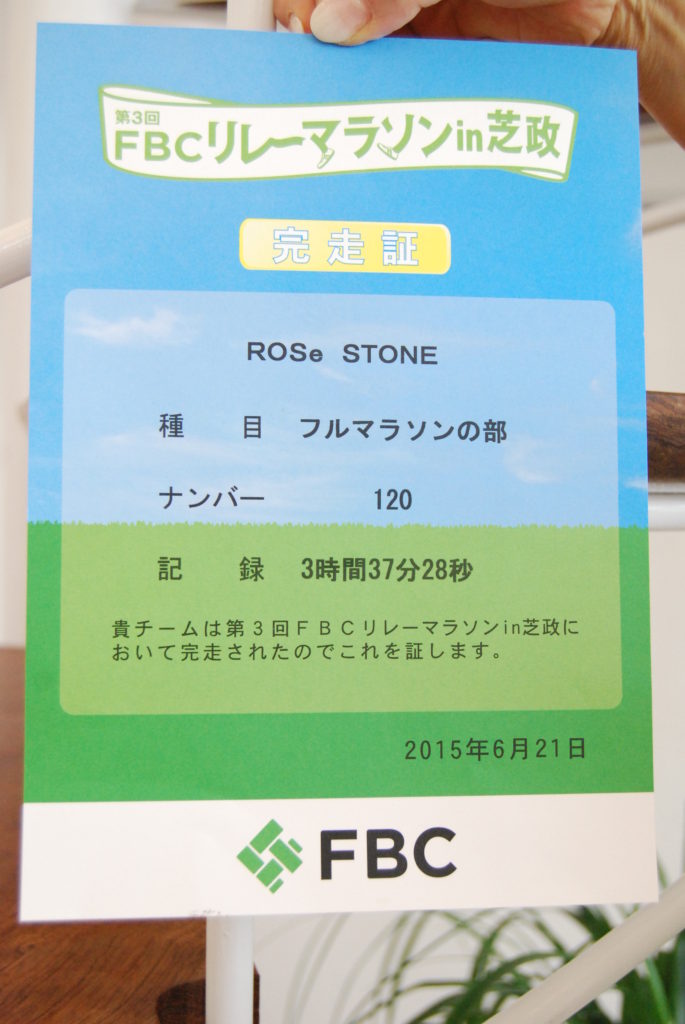 第3回
FBCリレーマラソンin芝政
完走証
ROSe STONE
種 目 フルマラソンの部
ナンバー 120
記 録 3時間37分28秒
貴チームは第３回ＦＢＣリレーマラソンin芝政に
おいて完走されたのでこれを証します。
2015年6月21日
FBC